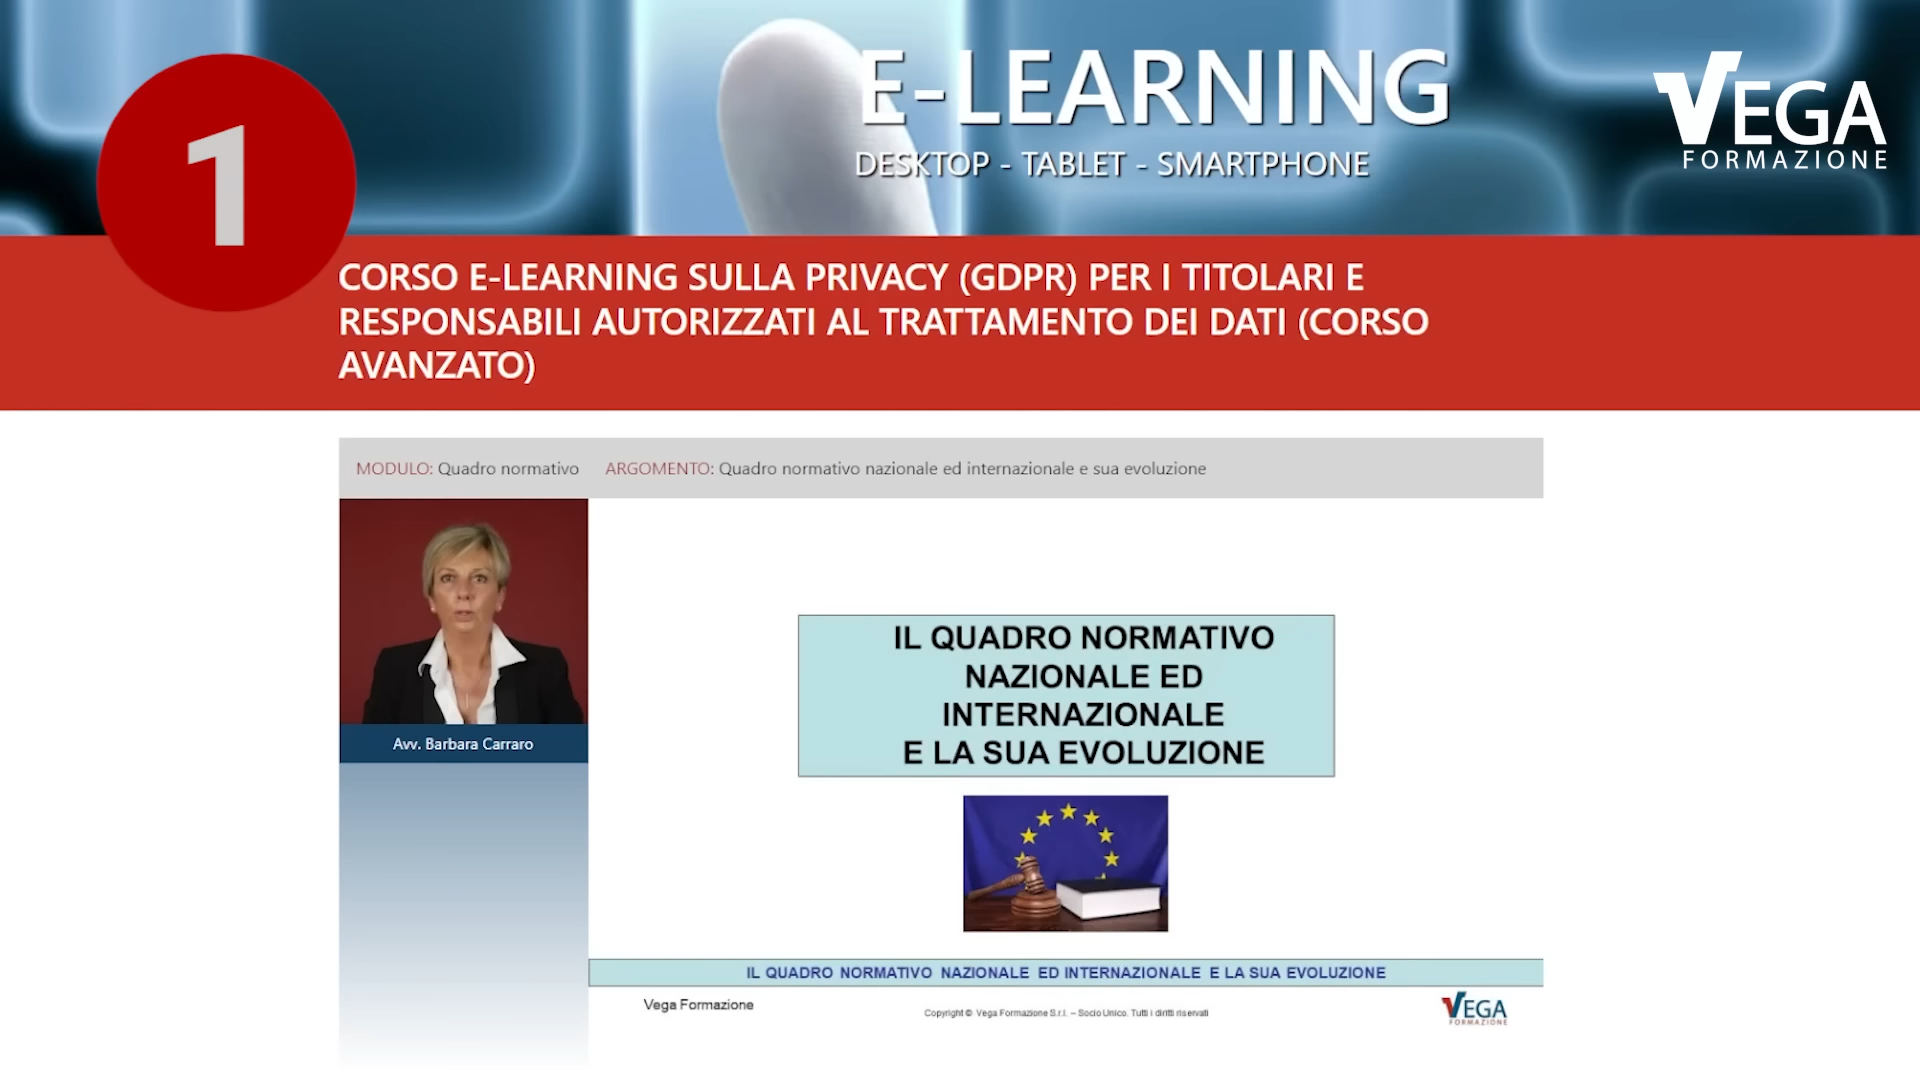 1
E-LEARNING
DESKTOP - TABLET - SMARTPHONE
VEGA
FORMAZIONE
CORSO E-LEARNING SULLA PRIVACY (GDPR) PER I TITOLARI E
RESPONSABILI AUTORIZZATI AL TRATTAMENTO DEI DATI (CORSO
AVANZATO)
MODULO: Quadro normativo ARGOMENTO: Quadro normativo nazionale ed internazionale e sua evoluzione
Avv. Barbara Carraro
IL QUADRO NORMATIVO
NAZIONALE ED
INTERNAZIONALE
E LA SUA EVOLUZIONE
IL QUADRO NORMATIVO NAZIONALE ED INTERNAZIONALE E LA SUA EVOLUZIONE
Vega Formazione
Copyright © Vega Formazione S.r.l. – Socio Unico. Tutti i diritti riservati
VEGA
FORMAZIONE